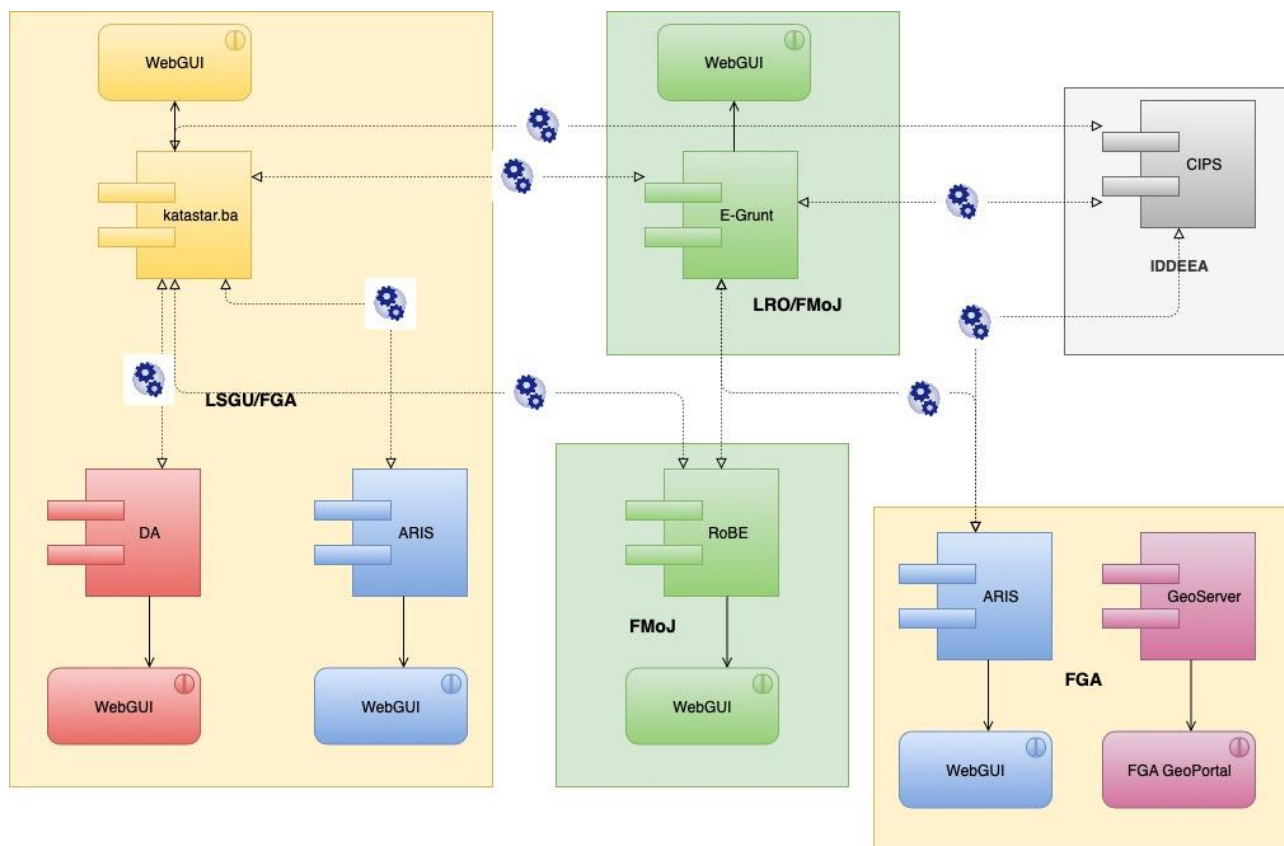 WebGUI
WebGUI
CIPS
katastar.ba
E-Grunt
IDDEEA
LRO/FMoJ
LSGU/FGA
DA
ARIS
RoBE
ARIS
GeoServer
FMoJ
FGA
WebGUI
WebGUI
WebGUI
WebGUI
FGA GeoPortal